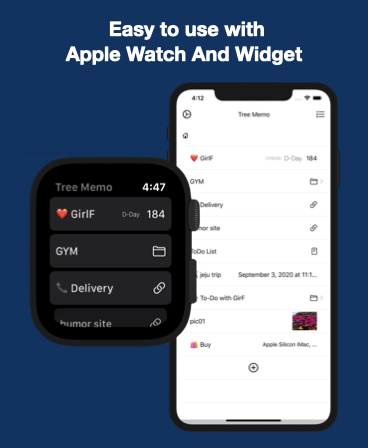 Easy to use with
Apple Watch And Widget
4:12
Tree Memo
❤️ GirlF D-Day 184
GYM
Delivery
mor site
ToDo List
jeju trip September 3, 2020 at 11:1...
To-Do with GirF
pic01
🛍️ Buy Apple Silicon iMac, ...
Tree Memo 4:47
❤️ GirlF D-Day 184
GYM
📞 Delivery
humor site